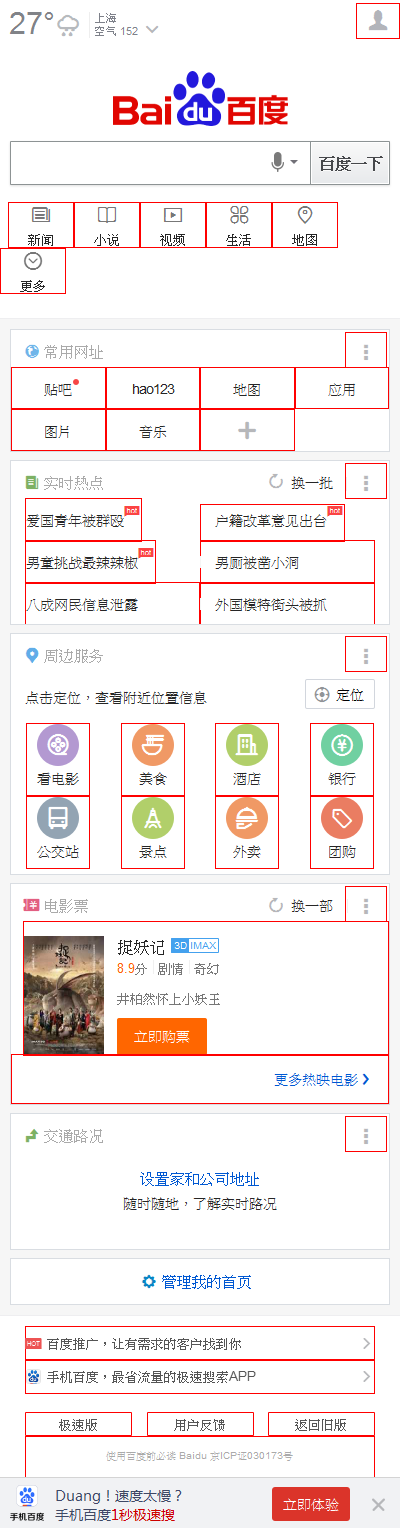 27°
上海
空气 152
Bai du 百度
百度一下
新闻 小说 视频 生活 地图
更多
常用网址
贴吧 hao123 地图 应用
图片 音乐
实时热点 换一批
爱国青年被群殴 hot 户籍改革意见出台 hot
男童挑战最辣辣椒 hot 男厕被凿小洞
八成网民信息泄露 外国模特街头被抓
周边服务
点击定位，查看附近位置信息 定位
看电影 美食 酒店 银行
公交站 景点 外卖 团购
电影票 换一部
捉妖记 3D IMAX
8.9分 剧情 奇幻
井柏然怀上小妖王
立即购票
更多热映电影
交通路况
设置家和公司地址
随时随地，了解实时路况
管理我的首页
HOT 百度推广，让有需求的客户找到你
手机百度，最省流量的极速搜索APP
极速版 用户反馈 返回旧版
使用百度前必读 Baidu 京ICP证030173号
Duang！速度太慢？
手机百度1秒极速搜
手机百度
立即体验